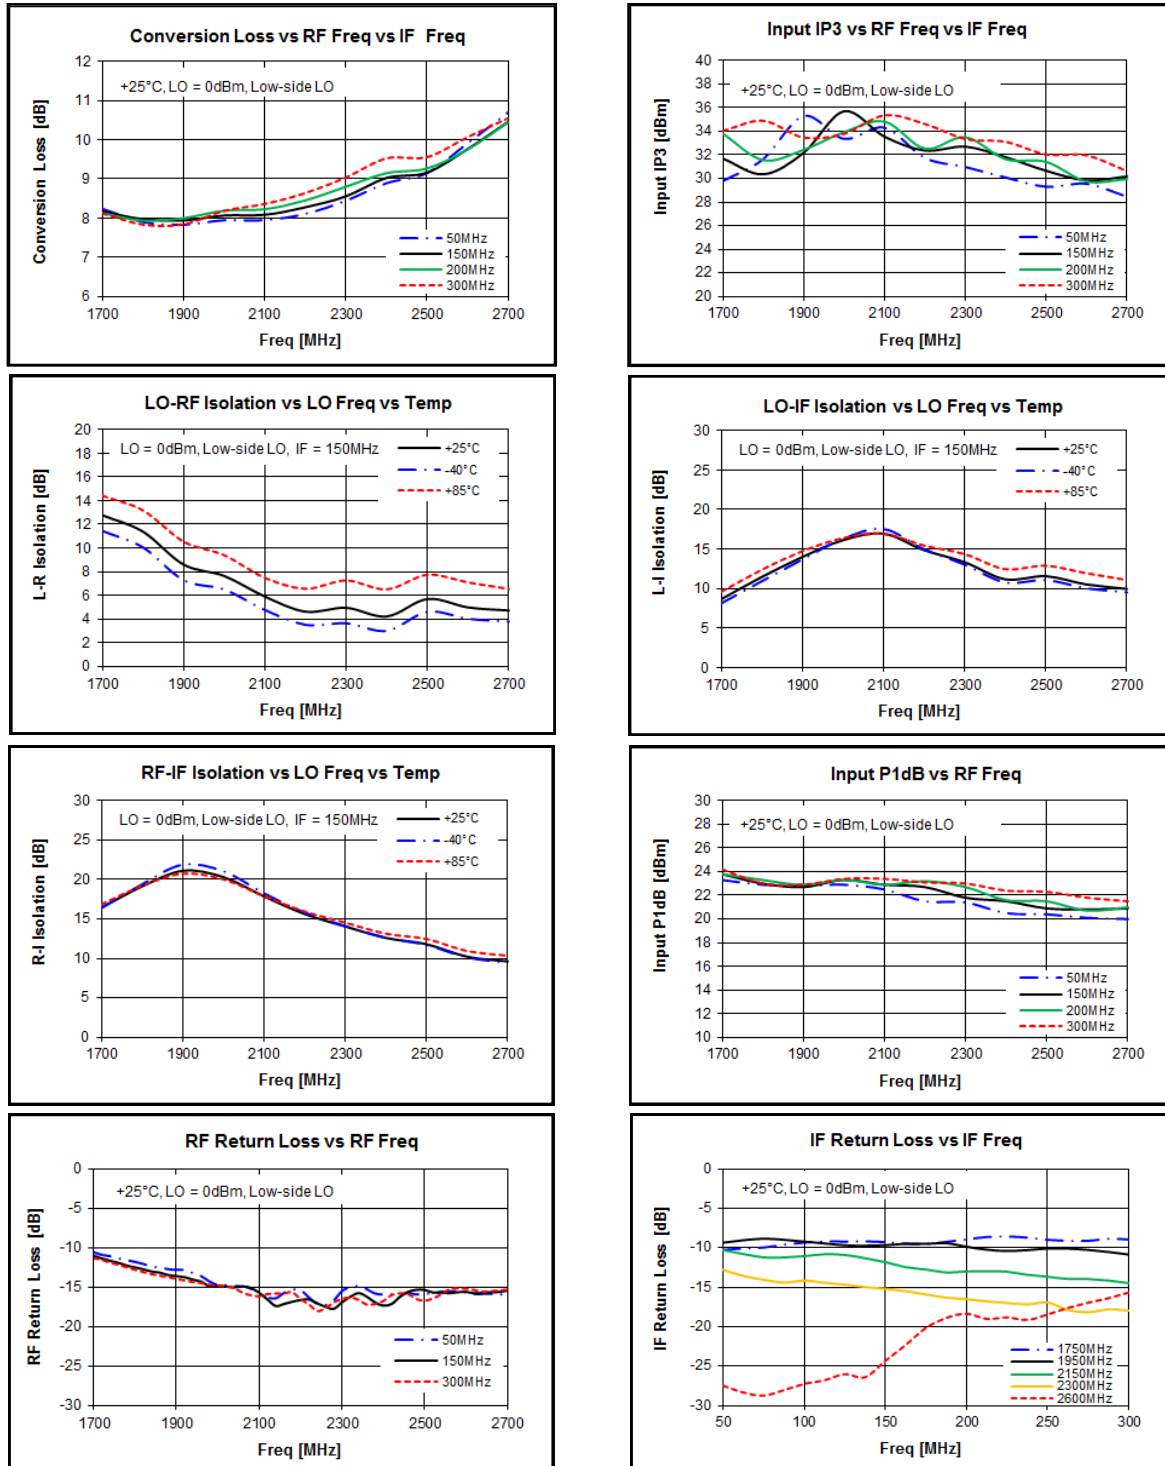 Conversion Loss vs RF Freq vs IF Freq
+25°C, LO = 0dBm, Low-side LO
Conversion Loss [dB]
12
11
10
9
8
7
6
50MHz
150MHz
200MHz
300MHz
1700 1900 2100 2300 2500 2700
Freq [MHz]
Input IP3 vs RF Freq vs IF Freq
+25°C, LO = 0dBm, Low-side LO
Input IP3 [dBm]
40
38
36
34
32
30
28
26
24
22
20
50MHz
150MHz
200MHz
300MHz
1700 1900 2100 2300 2500 2700
Freq [MHz]
LO-RF Isolation vs LO Freq vs Temp
LO = 0dBm, Low-side LO, IF = 150MHz
L-R Isolation [dB]
20
18
16
14
12
10
8
6
4
2
0
+25°C
-40°C
+85°C
1700 1900 2100 2300 2500 2700
Freq [MHz]
LO-IF Isolation vs LO Freq vs Temp
LO = 0dBm, Low-side LO, IF = 150MHz
L-I Isolation [dB]
30
25
20
15
10
5
0
+25°C
-40°C
+85°C
1700 1900 2100 2300 2500 2700
Freq [MHz]
RF-IF Isolation vs LO Freq vs Temp
LO = 0dBm, Low-side LO, IF = 150MHz
R-I Isolation [dB]
30
25
20
15
10
5
0
+25°C
-40°C
+85°C
1700 1900 2100 2300 2500 2700
Freq [MHz]
Input P1dB vs RF Freq
+25°C, LO = 0dBm, Low-side LO
Input P1dB [dBm]
30
28
26
24
22
20
18
16
14
12
10
50MHz
150MHz
200MHz
300MHz
1700 1900 2100 2300 2500 2700
Freq [MHz]
RF Return Loss vs RF Freq
+25°C, LO = 0dBm, Low-side LO
RF Return Loss [dB]
0
-5
-10
-15
-20
-25
-30
50MHz
150MHz
300MHz
1700 1900 2100 2300 2500 2700
Freq [MHz]
IF Return Loss vs IF Freq
+25°C, LO = 0dBm, Low-side LO
IF Return Loss [dB]
0
-5
-10
-15
-20
-25
-30
1750MHz
1950MHz
2150MHz
2300MHz
2600MHz
50 100 150 200 250 300
Freq [MHz]